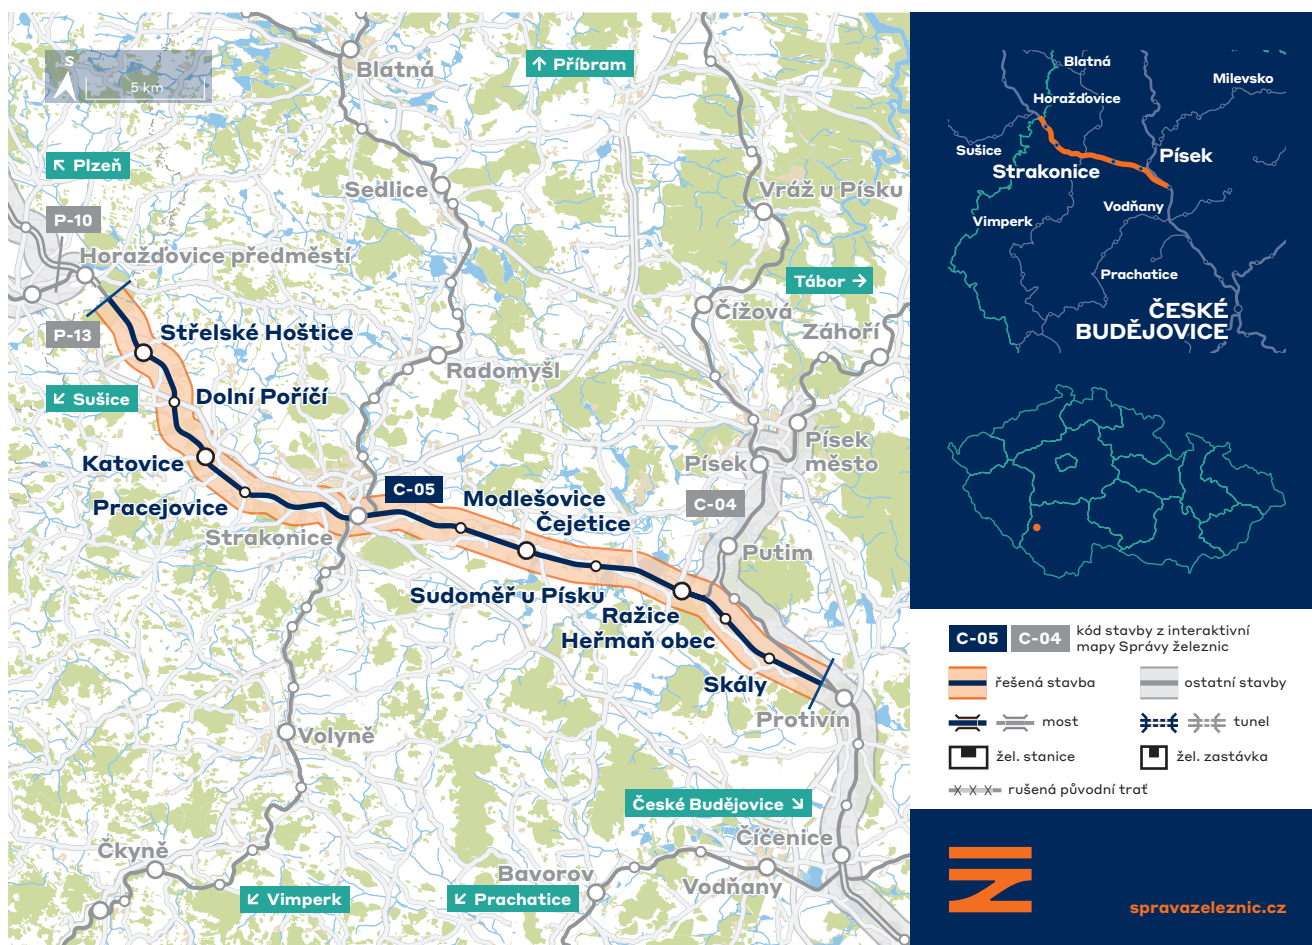 Blatná
↑ Příbram
S
5 km
↖ Plzeň
Sedlice
Vráž u Písku
P-10
Horažďovice předměstí
Tábor →
Čížová
Záhoří
P-13
Střelské Hoštice
Radomyšl
↙ Sušice
Dolní Poříčí
Písek
město
Katovice
Písek
C-05
Modlešovice
Čejetice
Pracejovice
C-04
Strakonice
Putim
Sudoměř u Písku
Ražice
Heřmaň obec
Skály
Protivín
Volyně
České Budějovice ↘
Číčenice
Čkyně
Bavorov
Vodňany
↙ Vimperk
↙ Prachatice
Blatná
Milevsko
Horažďovice
Sušice
Písek
Strakonice
Vodňany
Vimperk
Prachatice
ČESKÉ
BUDĚJOVICE
C-05 C-04 kód stavby z interaktivní
mapy Správy železnic
řešená stavba
ostatní stavby
most
tunel
žel. stanice
žel. zastávka
rušená původní trať
spravazeleznic.cz